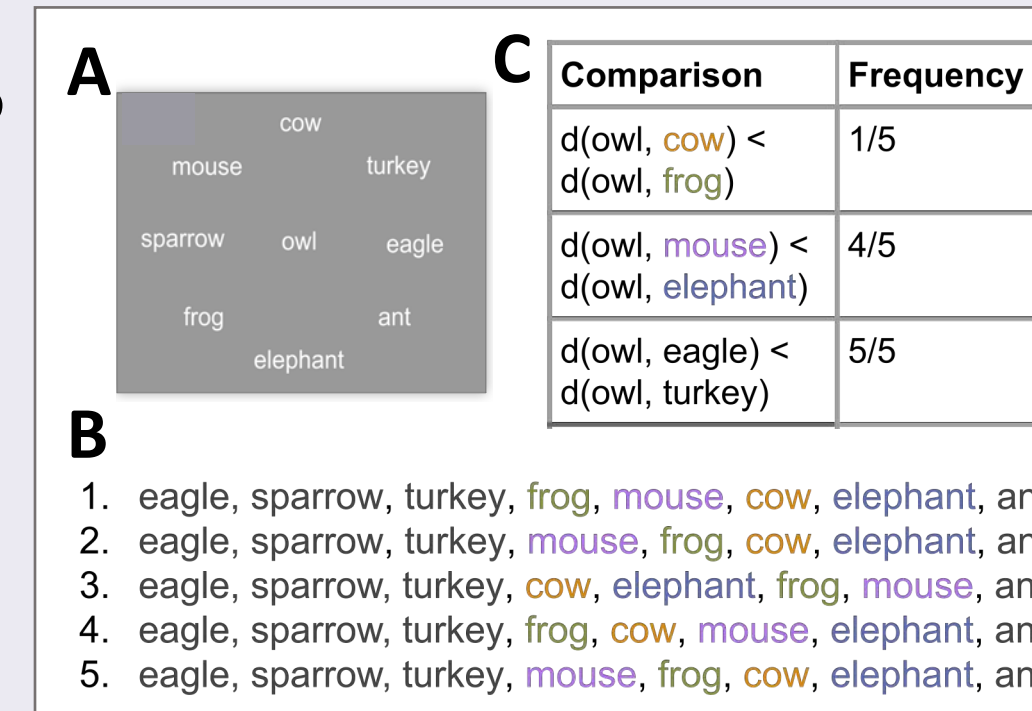 A
cow
mouse turkey
sparrow owl eagle
frog ant
elephant
B
1. eagle, sparrow, turkey, frog, mouse, cow, elephant,
2. eagle, sparrow, turkey, mouse, frog, cow, elephant,
3. eagle, sparrow, turkey, cow, elephant, frog, mouse,
4. eagle, sparrow, turkey, frog, cow, mouse, elephant,
5. eagle, sparrow, turkey, mouse, frog, cow, elephant,
C
Comparison Frequency
d(owl, cow) < 1/5
d(owl, frog)
d(owl, mouse) < 4/5
d(owl, elephant)
d(owl, eagle) < 5/5
d(owl, turkey)